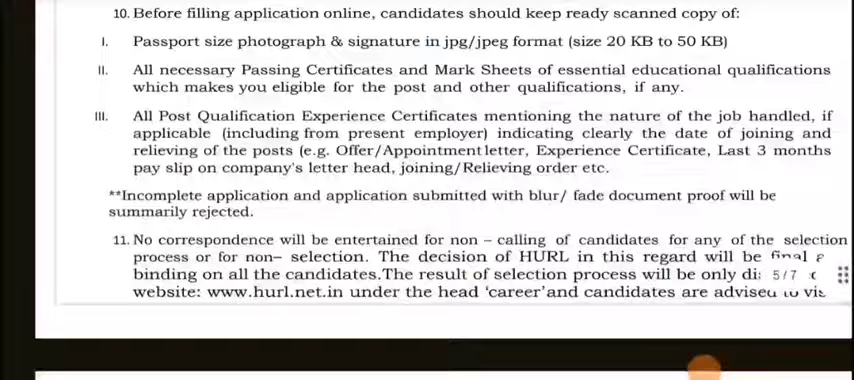 10. Before filling application online, candidates should keep ready scanned copy of:
I. Passport size photograph & signature in jpg/jpeg format (size 20 KB to 50 KB)
II. All necessary Passing Certificates and Mark Sheets of essential educational qualifications
which makes you eligible for the post and other qualifications, if any.
III. All Post Qualification Experience Certificates mentioning the nature of the job handled, if
applicable (including from present employer) indicating clearly the date of joining and
relieving of the posts (e.g. Offer/Appointment letter, Experience Certificate, Last 3 months
pay slip on company's letter head, joining/Relieving order etc.
**Incomplete application and application submitted with blur/ fade document proof will be
summarily rejected.
11. No correspondence will be entertained for non – calling of candidates for any of the selection
process or for non– selection. The decision of HURL in this regard will be final
binding on all the candidates.The result of selection process will be only 5/7
website: www.hurl.net.in under the head ‘career’and candidates are advised to